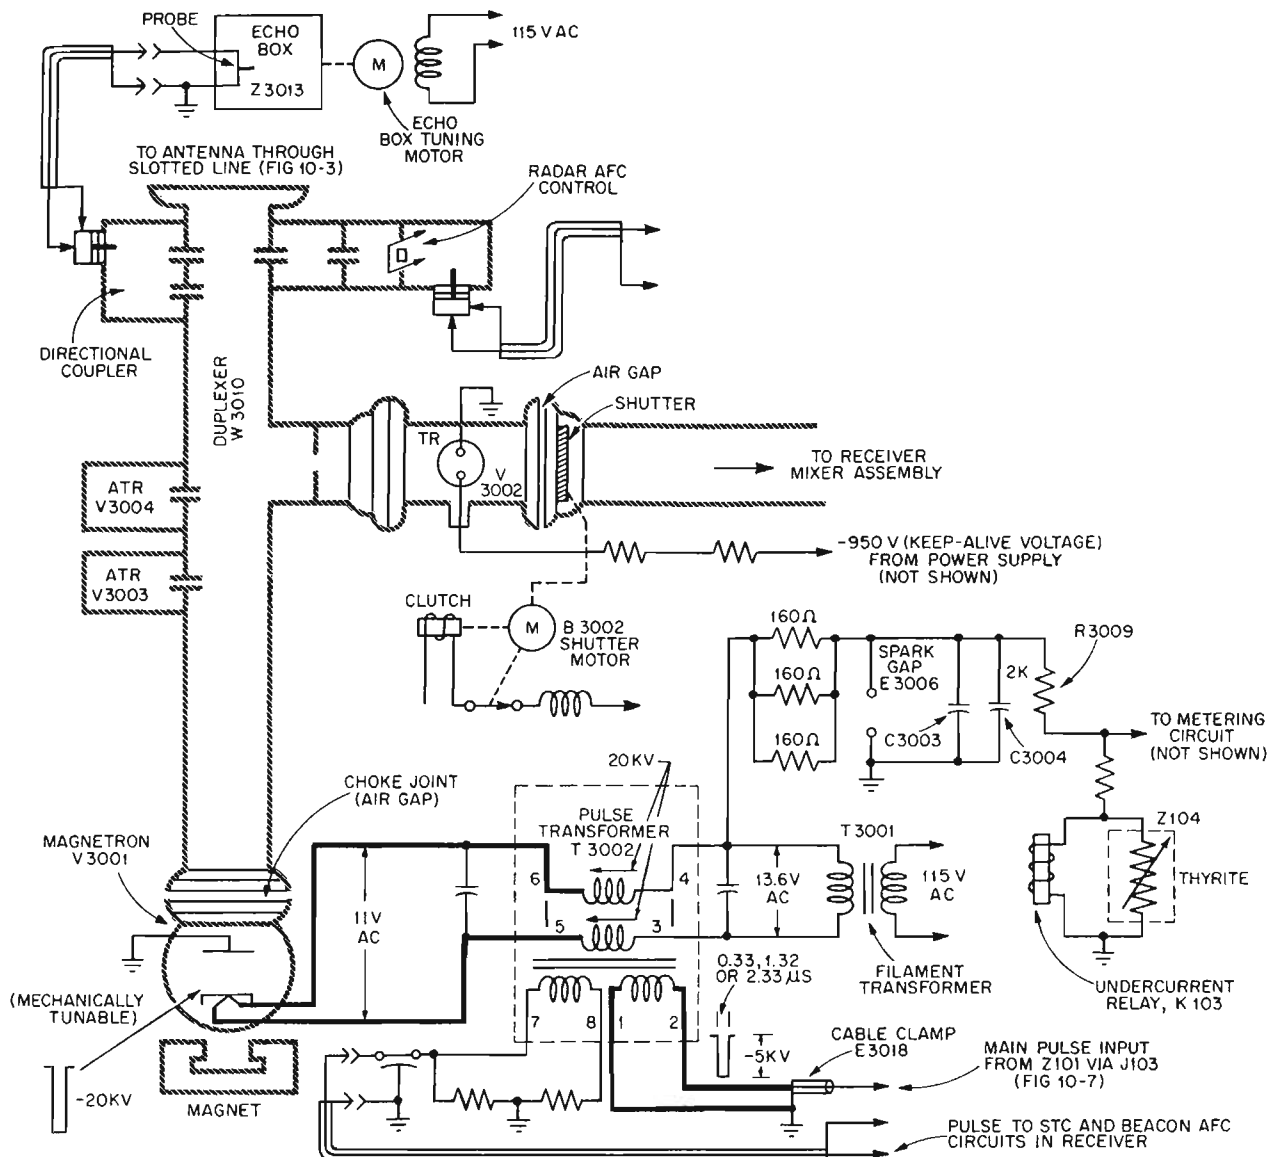 PROBE
ECHO
BOX
Z3013
M
115 V AC
ECHO
BOX TUNING
MOTOR
TO ANTENNA THROUGH
SLOTTED LINE (FIG 10-3)
RADAR AFC
CONTROL
DIRECTIONAL
COUPLER
DUPLEXER
W 3010
AIR GAP
SHUTTER
TR
V
3002
TO RECEIVER
MIXER ASSEMBLY
ATR
V3004
ATR
V3003
-950 V (KEEP-ALIVE VOLTAGE)
FROM POWER SUPPLY
(NOT SHOWN)
CLUTCH
M
B 3002
SHUTTER
MOTOR
160Ω
160Ω
160Ω
SPARK
GAP
E3006
2K
R3009
C3003
C3004
TO METERING
CIRCUIT
(NOT SHOWN)
CHOKE JOINT
(AIR GAP)
20KV
MAGNETRON
V3001
PULSE
TRANSFORMER
T 3002
6
4
5
3
11V
AC
13.6V
AC
T3001
115 V
AC
Z104
THYRITE
0.33, 1.32
OR 2.33 µS
FILAMENT
TRANSFORMER
UNDERCURRENT
RELAY, K 103
(MECHANICALLY
TUNABLE)
7
8
1
2
-5KV
CABLE CLAMP
E3018
MAIN PULSE INPUT
FROM Z101 VIA J103
(FIG 10-7)
-20KV
MAGNET
PULSE TO STC AND BEACON AFC
CIRCUITS IN RECEIVER